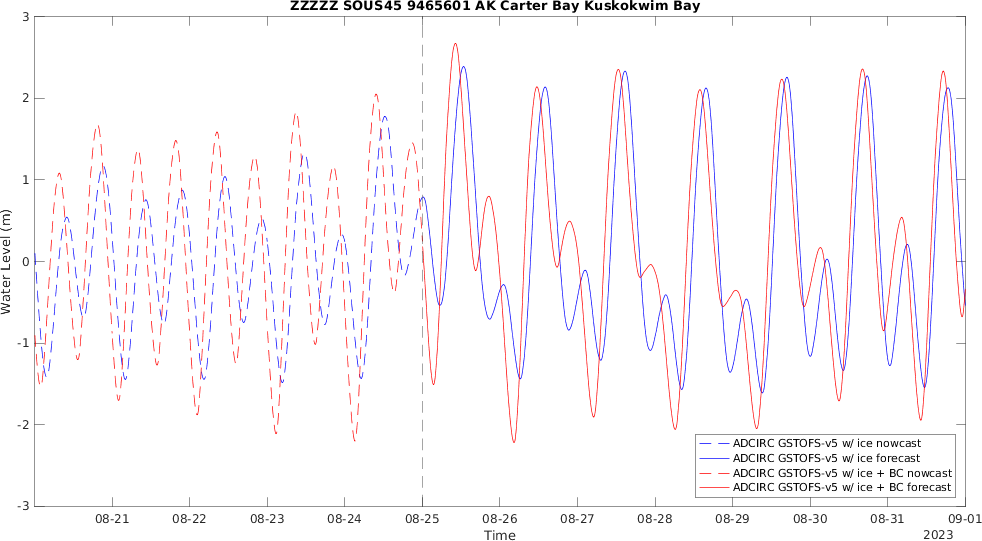 ZZZZZ SOUS45 9465601 AK Carter Bay Kuskokwim Bay
Water Level (m)
3
2
1
0
-1
-2
-3
08-21 08-22 08-23 08-24 08-25 08-26 08-27 08-28 08-29 08-30 08-31 09-01
Time
2023
ADCIRC GSTOFS-v5 w/ ice nowcast
ADCIRC GSTOFS-v5 w/ ice forecast
ADCIRC GSTOFS-v5 w/ ice + BC nowcast
ADCIRC GSTOFS-v5 w/ ice + BC forecast